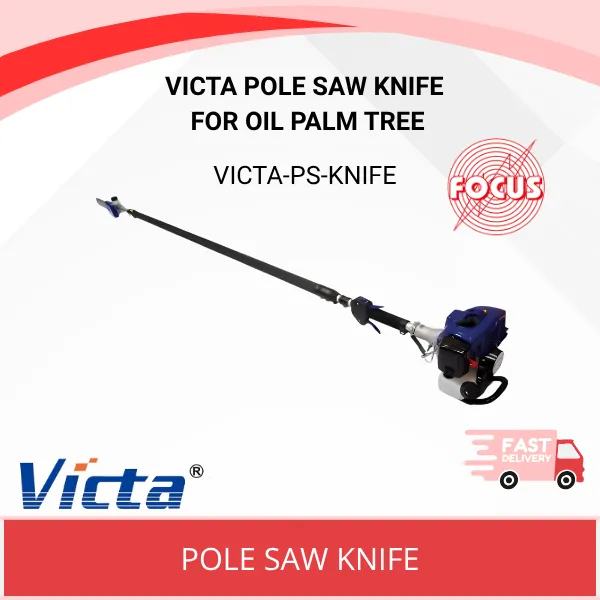 VICTA POLE SAW KNIFE
FOR OIL PALM TREE
VICTA-PS-KNIFE
FOCUS
FAST
DELIVERY
Victa®
POLE SAW KNIFE